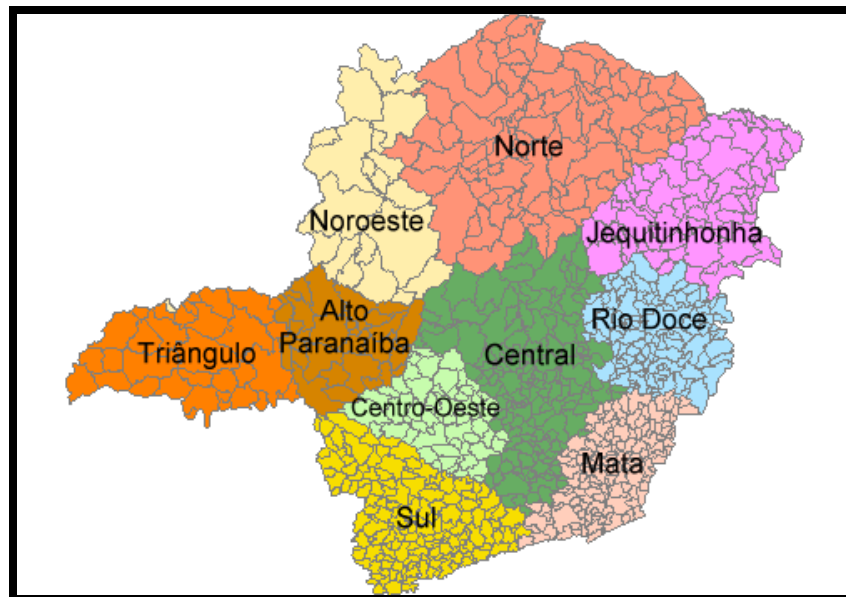 Norte
Noroeste
Jequitinhonha
Alto
Paranaíba
Rio Doce
Triângulo
Central
Centro-Oeste
Mata
Sul